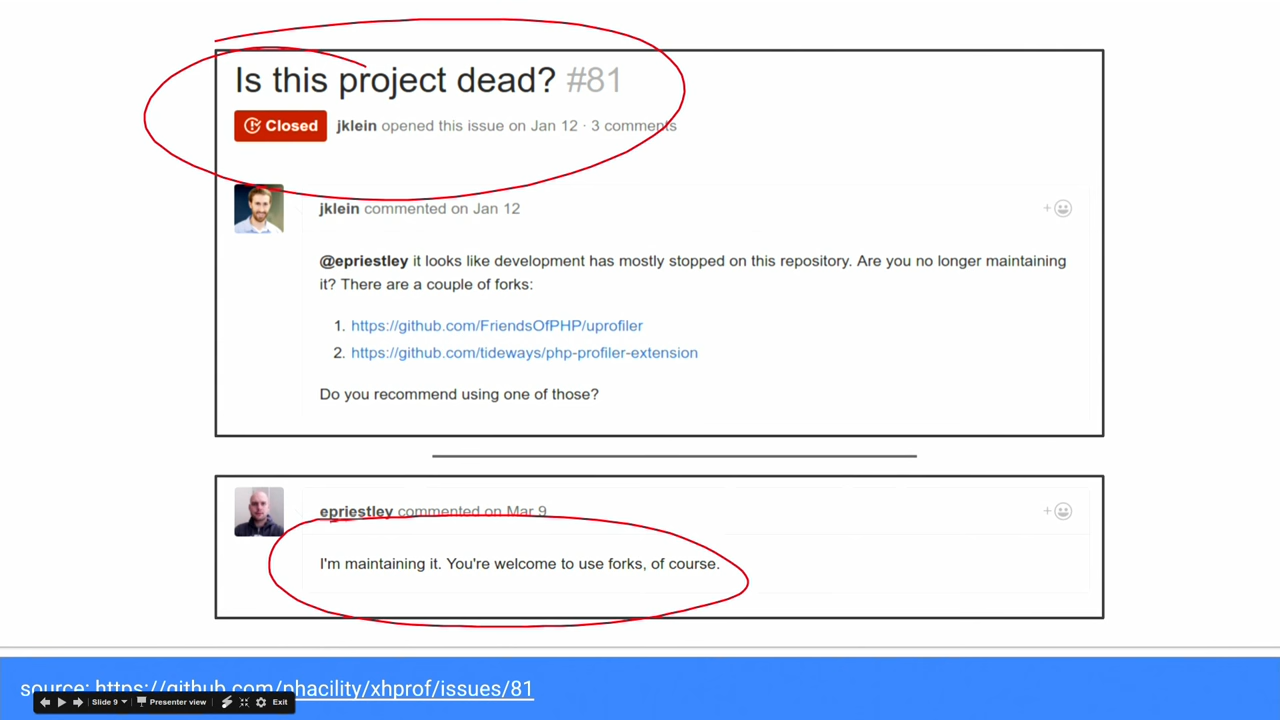 Is this project dead? #81
Closed jklein opened this issue on Jan 12 · 3 comments
jklein commented on Jan 12
@epriestley it looks like development has mostly stopped on this repository. Are you no longer maintaining
it? There are a couple of forks:
1. https://github.com/FriendsOfPHP/uprofiler
2. https://github.com/tideways/php-profiler-extension
Do you recommend using one of those?
epriestley commented on Mar 9
I'm maintaining it. You're welcome to use forks, of course.
source: https://github.com/phacility/xhprof/issues/81
Slide 9 Presenter view Exit